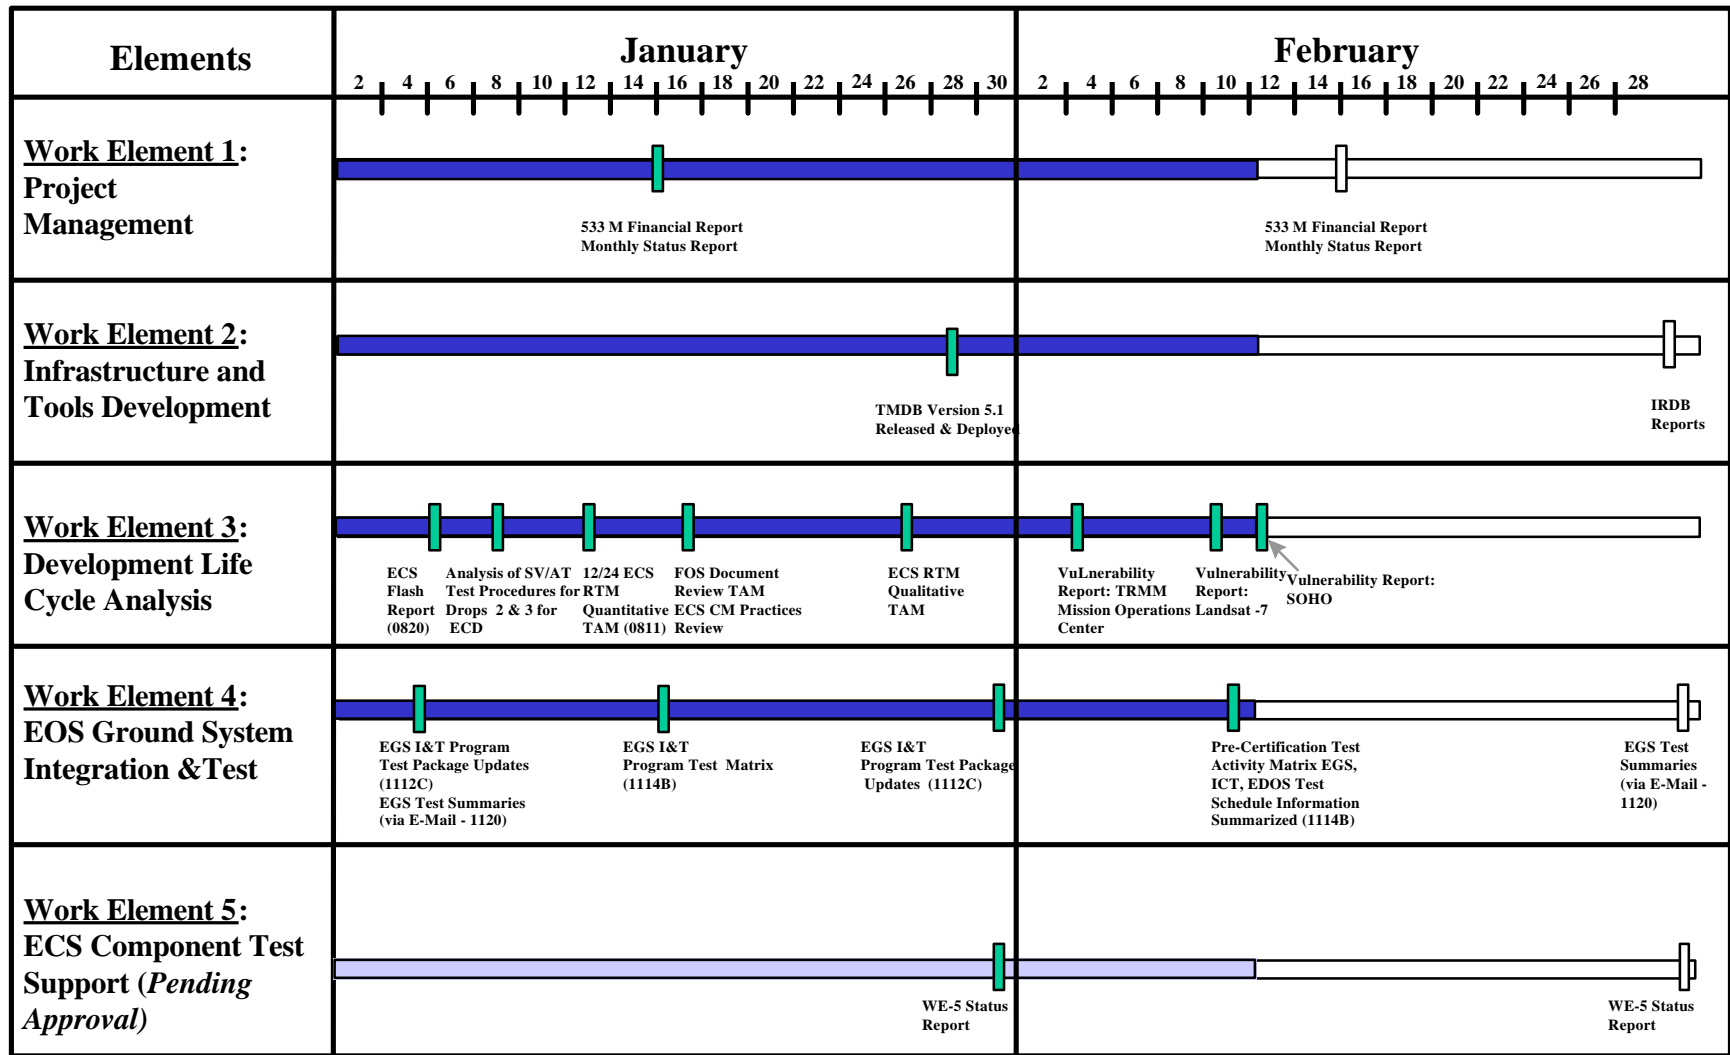 Elements
January
February
2 4 6 8 10 12 14 16 20 22 24 26 28 30
2 4 6 8 10 12 14 16 18 20 22 24 26 28
Work Element 1:
Project
Management
533 M Financial Report
Monthly Status Report
533 M Financial Report
Monthly Status Report
Work Element 2:
Infrastructure and
Tools Development
TMDB Version 5.1
Released & Deployed
IRDB
Reports
Work Element 3:
Development Life
Cycle Analysis
ECS
Flash
Report
(0820)
Analysis of SV/AT
Test Procedures for
Drops 2 & 3 for
ECD
12/24 ECS
RTM
Quantitative
TAM (0811)
FOS Document
Review TAM
ECS CM Practices
Review
ECS RTM
Qualitative
TAM
VuLnerability
Report: TRMM
Mission Operations
Center
Vulnerability
Report:
Landsat -7
Vulnerability Report:
SOHO
Work Element 4:
EOS Ground System
Integration &Test
EGS I&T Program
Test Package Updates
(1112C)
EGS Test Summaries
(via E-Mail - 1120)
EGS I&T
Program Test Matrix
(1114B)
EGS I&T
Program Test Package
Updates (1112C)
Pre-Certification Test
Activity Matrix EGS,
ICT, EDOS Test
Schedule Information
Summarized (1114B)
EGS Test
Summaries
(via E-Mail -
1120)
Work Element 5:
ECS Component Test
Support (Pending
Approval)
WE-5 Status
Report
WE-5 Status
Report